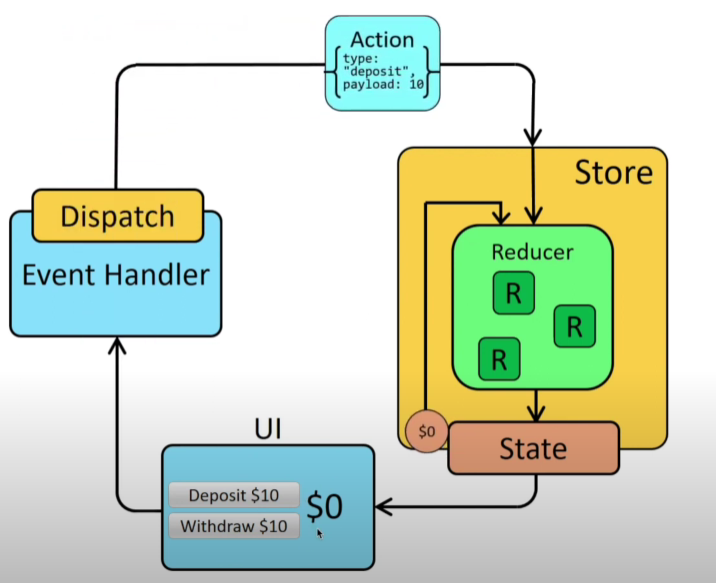 Action
type:
"deposit",
payload: 10
Store
Dispatch
Event Handler
Reducer
R
R
R
$0
State
UI
Deposit $10
$0
Withdraw $10